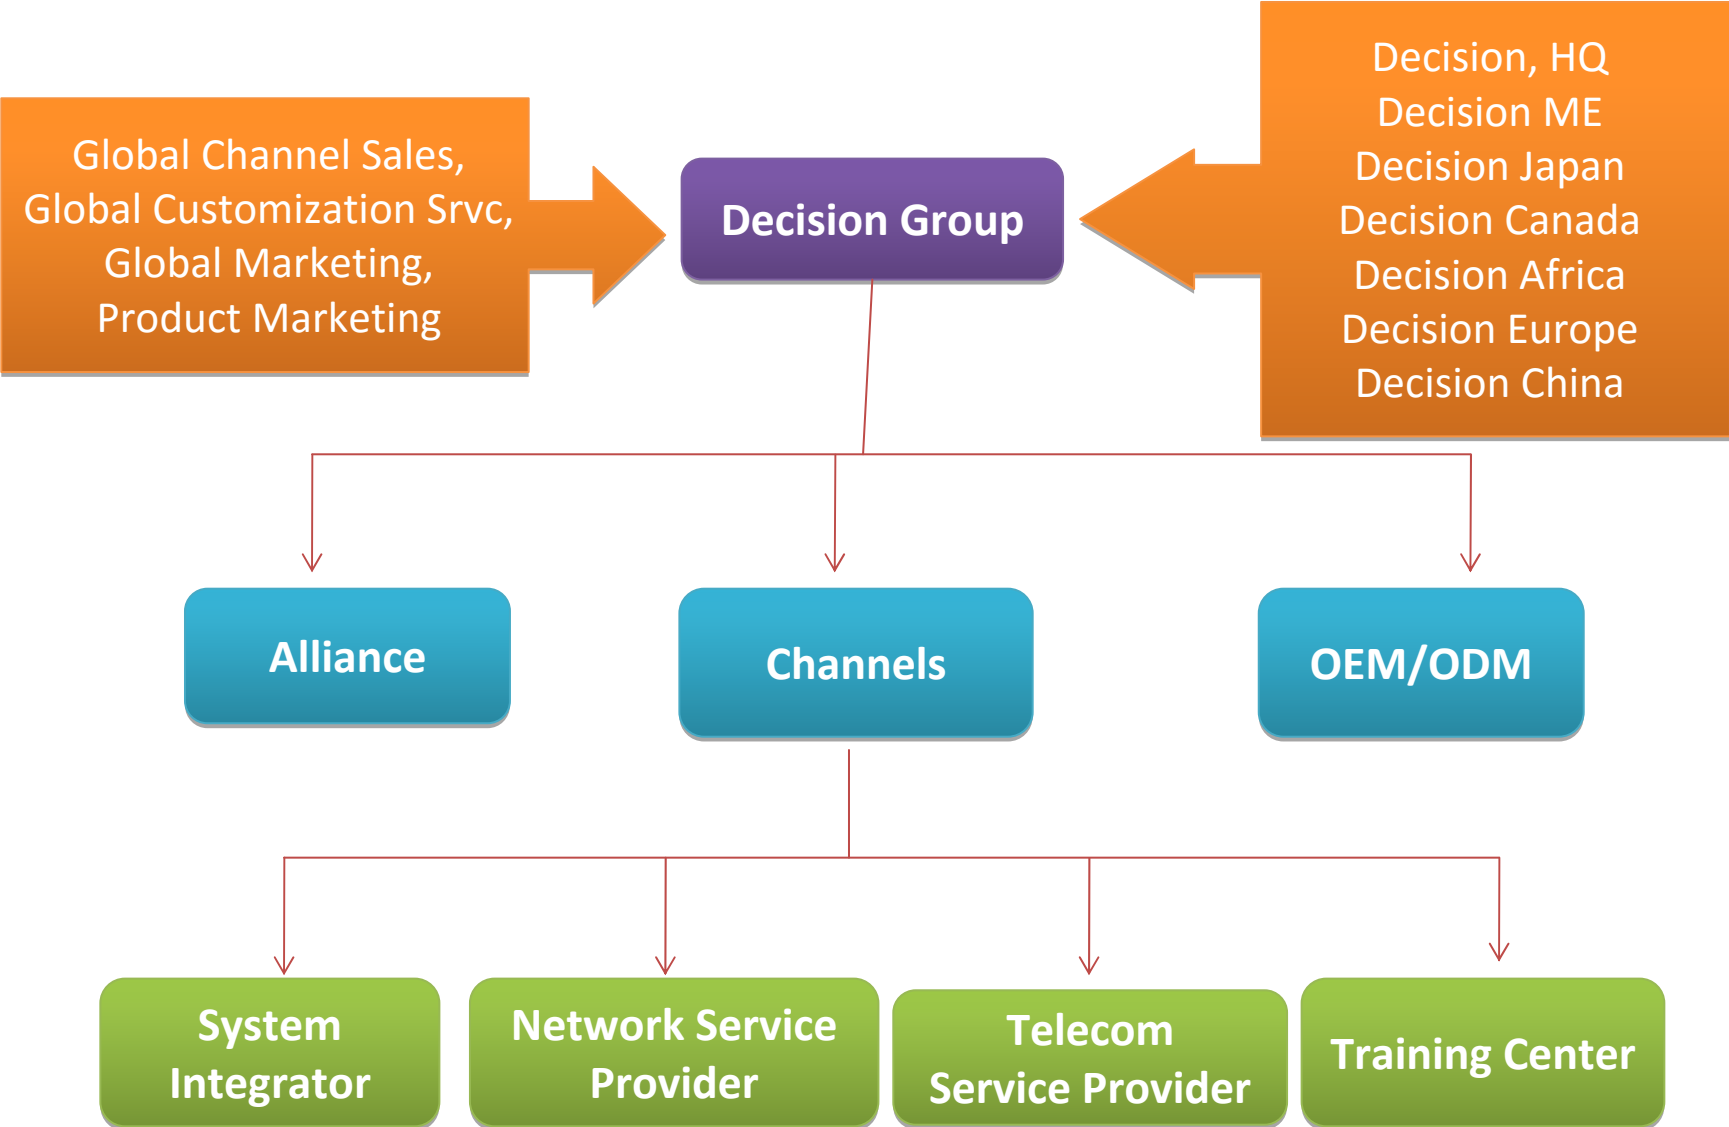 Global Channel Sales,
Global Customization Srvc,
Global Marketing,
Product Marketing
Decision Group
Decision, HQ
Decision ME
Decision Japan
Decision Canada
Decision Africa
Decision Europe
Decision China
Alliance
Channels
OEM/ODM
System
Integrator
Network Service
Provider
Telecom
Service Provider
Training Center